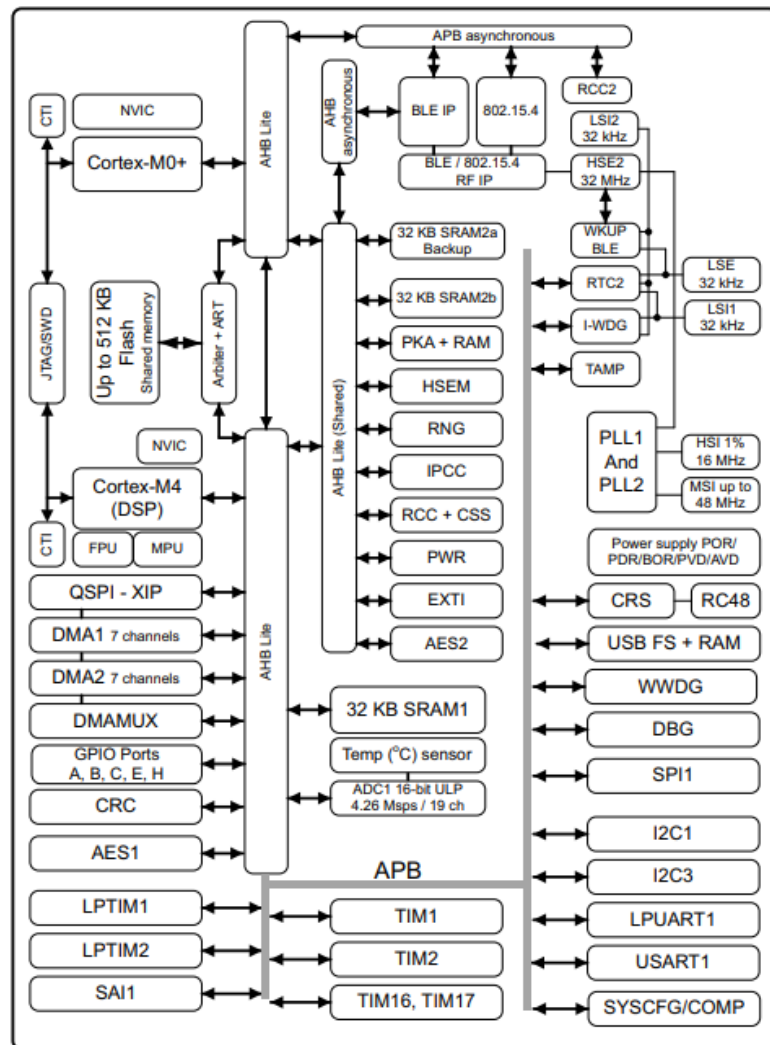 APB asynchronous
CTI
NVIC
AHB Lite
AHB
asynchronous
BLE IP
802.15.4
RCC2
LSI2
32 kHz
Cortex-M0+
BLE / 802.15.4
RF IP
HSE2
32 MHz
32 KB SRAM2a
Backup
WKUP
BLE
LSE
32 kHz
JTAG/SWD
Up to 512 KB
Flash
Shared memory
Arbiter + ART
AHB Lite (Shared)
32 KB SRAM2b
RTC2
LSI1
32 kHz
PKA + RAM
I-WDG
HSEM
TAMP
NVIC
RNG
PLL1
And
PLL2
HSI 1%
16 MHz
Cortex-M4
(DSP)
IPCC
MSI up to
48 MHz
CTI
FPU
MPU
RCC + CSS
Power supply POR/
PDR/BOR/PVD/AVD
PWR
QSPI - XIP
EXTI
CRS
RC48
DMA1 7 channels
AHB Lite
AES2
USB FS + RAM
DMA2 7 channels
WWDG
DMAMUX
32 KB SRAM1
DBG
GPIO Ports
A, B, C, E, H
Temp (°C) sensor
SPI1
CRC
ADC1 16-bit ULP
4.26 Msps / 19 ch
AES1
I2C1
APB
I2C3
LPTIM1
TIM1
LPUART1
LPTIM2
TIM2
USART1
SAI1
TIM16, TIM17
SYSCFG/COMP